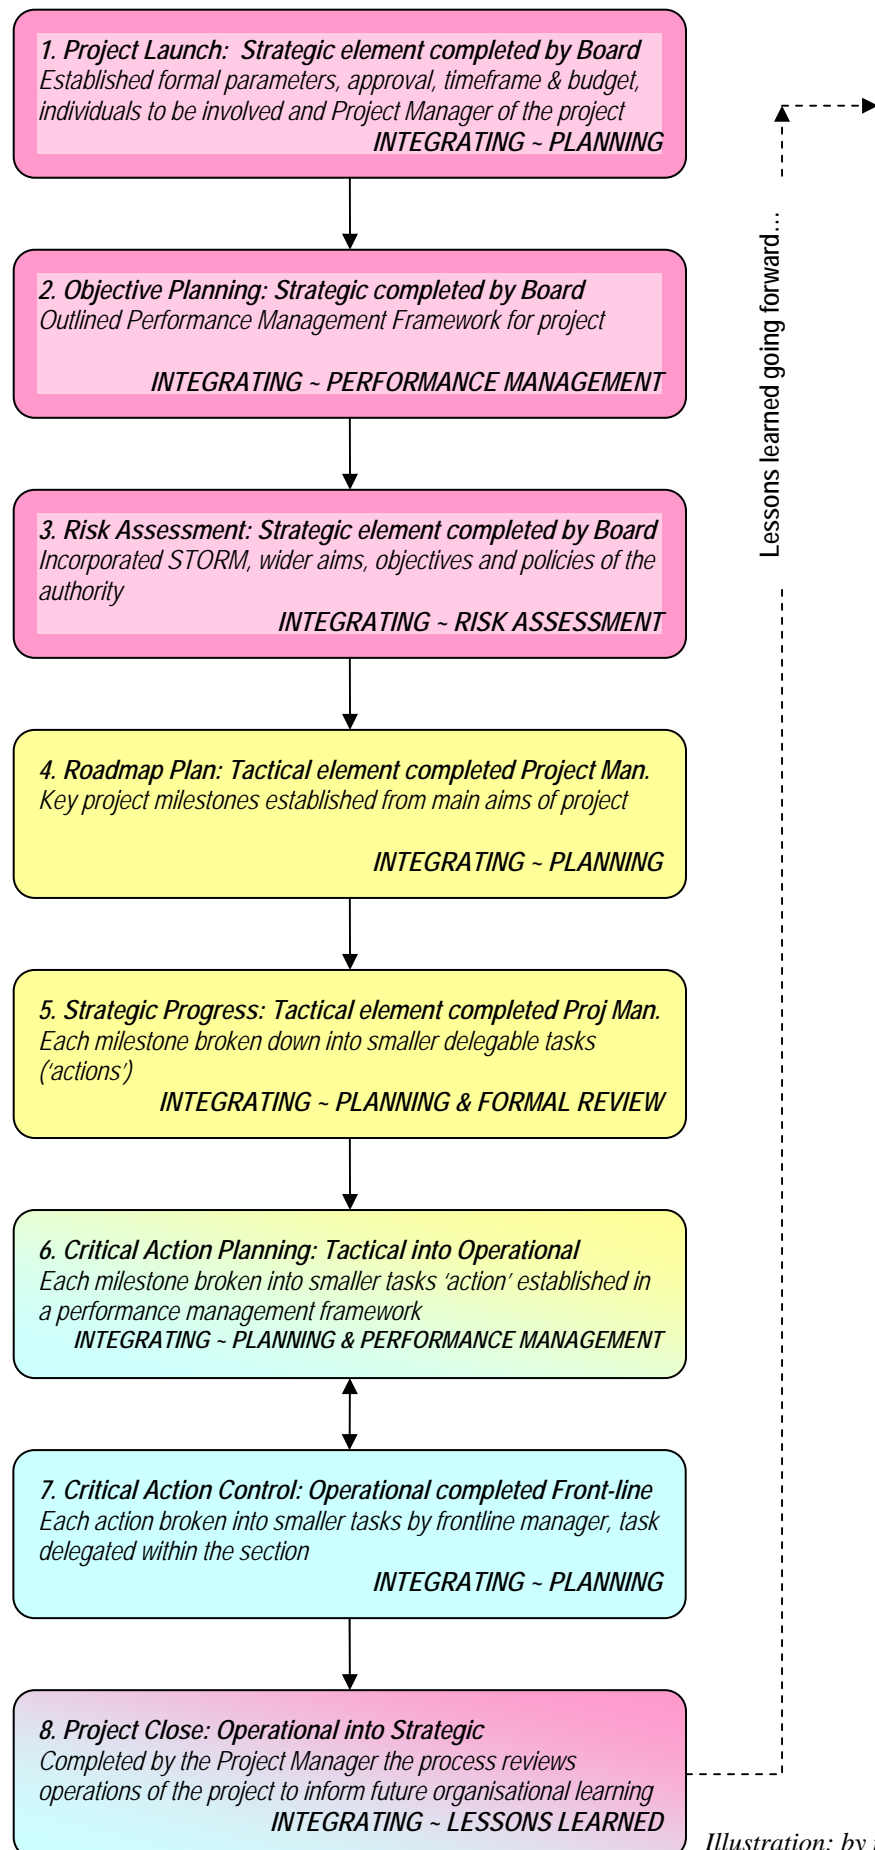 1. Project Launch: Strategic element completed by Board
Established formal parameters, approval, timeframe & budget,
individuals to be involved and Project Manager of the project
INTEGRATING ~ PLANNING
2. Objective Planning: Strategic completed by Board
Outlined Performance Management Framework for project
INTEGRATING ~ PERFORMANCE MANAGEMENT
3. Risk Assessment: Strategic element completed by Board
Incorporated STORM, wider aims, objectives and policies of the
authority
INTEGRATING ~ RISK ASSESSMENT
4. Roadmap Plan: Tactical element completed Project Man.
Key project milestones established from main aims of project
INTEGRATING ~ PLANNING
5. Strategic Progress: Tactical element completed Proj Man.
Each milestone broken down into smaller delegable tasks
(‘actions’)
INTEGRATING ~ PLANNING & FORMAL REVIEW
6. Critical Action Planning: Tactical into Operational
Each milestone broken into smaller tasks ‘action’ established in
a performance management framework
INTEGRATING ~ PLANNING & PERFORMANCE MANAGEMENT
7. Critical Action Control: Operational completed Front-line
Each action broken into smaller tasks by frontline manager, task
delegated within the section
INTEGRATING ~ PLANNING
8. Project Close: Operational into Strategic
Completed by the Project Manager the process reviews
operations of the project to inform future organisational learning
INTEGRATING ~ LESSONS LEARNED
Lessons learned going forward…
Illustration: by